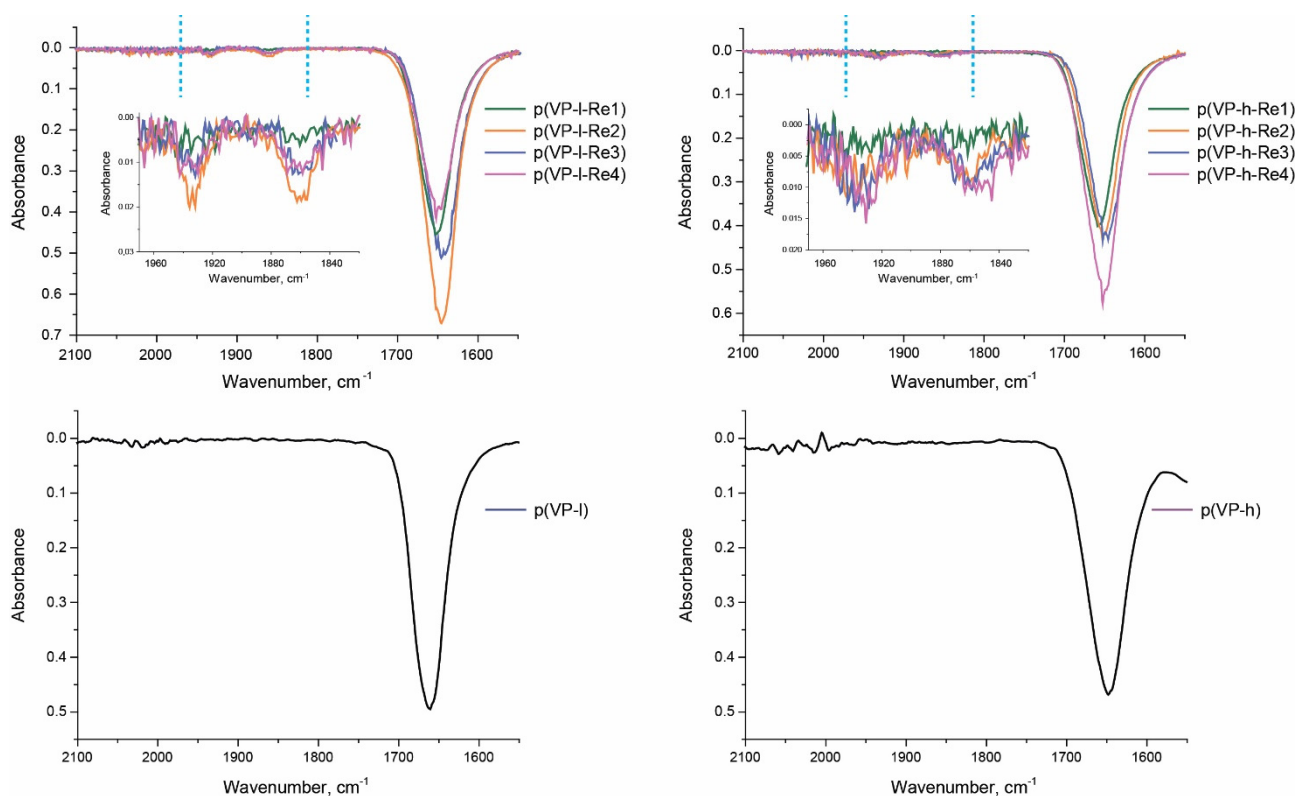 0.0
0.1
0.2
0.3
0.4
0.5
0.6
0.7
Absorbance
2100 2000 1900 1800 1700 1600
Wavenumber, cm-1
p(VP-l-Re1)
p(VP-l-Re2)
p(VP-l-Re3)
p(VP-l-Re4)
0.00
0.01
0.02
0.03
Absorbance
1960 1920 1880 1840
Wavenumber, cm-1
0.0
0.1
0.2
0.3
0.4
0.5
0.6
Absorbance
2100 2000 1900 1800 1700 1600
Wavenumber, cm-1
p(VP-h-Re1)
p(VP-h-Re2)
p(VP-h-Re3)
p(VP-h-Re4)
0.000
0.005
0.010
0.015
0.020
Absorbance
1960 1920 1880 1840
Wavenumber, cm-1
0.0
0.1
0.2
0.3
0.4
0.5
Absorbance
2100 2000 1900 1800 1700 1600
Wavenumber, cm-1
p(VP-l)
0.0
0.1
0.2
0.3
0.4
0.5
Absorbance
2100 2000 1900 1800 1700 1600
Wavenumber, cm-1
p(VP-h)